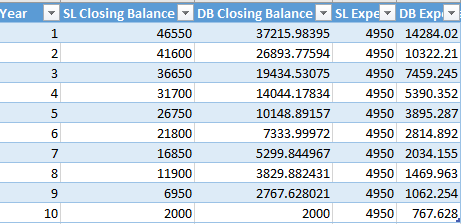 Year SL Closing Balance DB Closing Balance SL Expe DB Exp
1 46550 37215.98395 4950 14284.02
2 41600 26893.77594 4950 10322.21
3 36650 19434.53075 4950 7459.245
4 31700 14044.17834 4950 5390.352
5 26750 10148.89157 4950 3895.287
6 21800 7333.99972 4950 2814.892
7 16850 5299.844967 4950 2034.155
8 11900 3829.882431 4950 1469.963
9 6950 2767.628021 4950 1062.254
10 2000 2000 4950 767.628